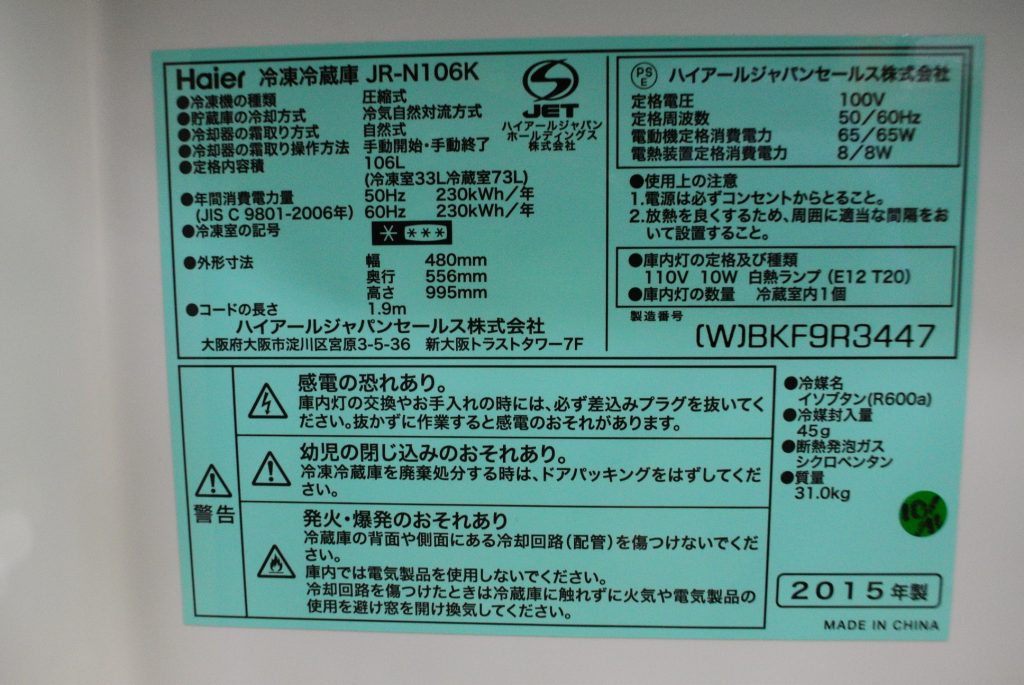 Haier 冷凍冷蔵庫 JR-N106K
●冷凍機の種類 圧縮式
●貯蔵庫の冷却方式 冷気自然対流方式
●冷却器の霜取り方式 自然式
●冷却器の霜取り操作方法 手動開始・手動終了
●定格内容積 106L
(冷凍室33L冷蔵室73L)
●年間消費電力量 50Hz 230kWh/年
(JIS C 9801-2006年) 60Hz 230kWh/年
●冷凍室の記号
●外形寸法 幅 480mm
奥行 556mm
高さ 995mm
●コードの長さ 1.9m
ハイアールジャパンセールス株式会社
大阪府大阪市淀川区宮原3-5-36 新大阪トラストタワー7F
JET
ハイアールジャパン
ホールディングス
株式会社
PS
E ハイアールジャパンセールス株式会社
定格電圧 100V
定格周波数 50/60Hz
電動機定格消費電力 65/65W
電熱装置定格消費電力 8/8W
●使用上の注意
1.電源は必ずコンセントからとること。
2.放熱を良くするため、周囲に適当な間隔をお
いて設置すること。
●庫内灯の定格及び種類
110V 10W 白熱ランプ (E12 T20)
●庫内灯の数量 冷蔵室内1個
製造番号
(W)BKF9R3447
警告
感電の恐れあり。
庫内灯の交換やお手入れの時には、必ず差込みプラグを抜いてく
ださい。抜かずに作業すると感電のおそれがあります。
幼児の閉じ込みのおそれあり。
冷凍冷蔵庫を廃棄処分する時は、ドアパッキングをはずしてくだ
さい。
発火・爆発のおそれあり
冷蔵庫の背面や側面にある冷却回路(配管)を傷つけないでくだ
さい。
庫内では電気製品を使用しないでください。
冷却回路を傷つけたときは冷蔵庫に触れずに火気や電気製品の
使用を避け窓を開け換気してください。
●冷媒名
イソブタン(R600a)
●冷媒封入量
45g
●断熱発泡ガス
シクロペンタン
●質量
31.0kg
2015年製
MADE IN CHINA